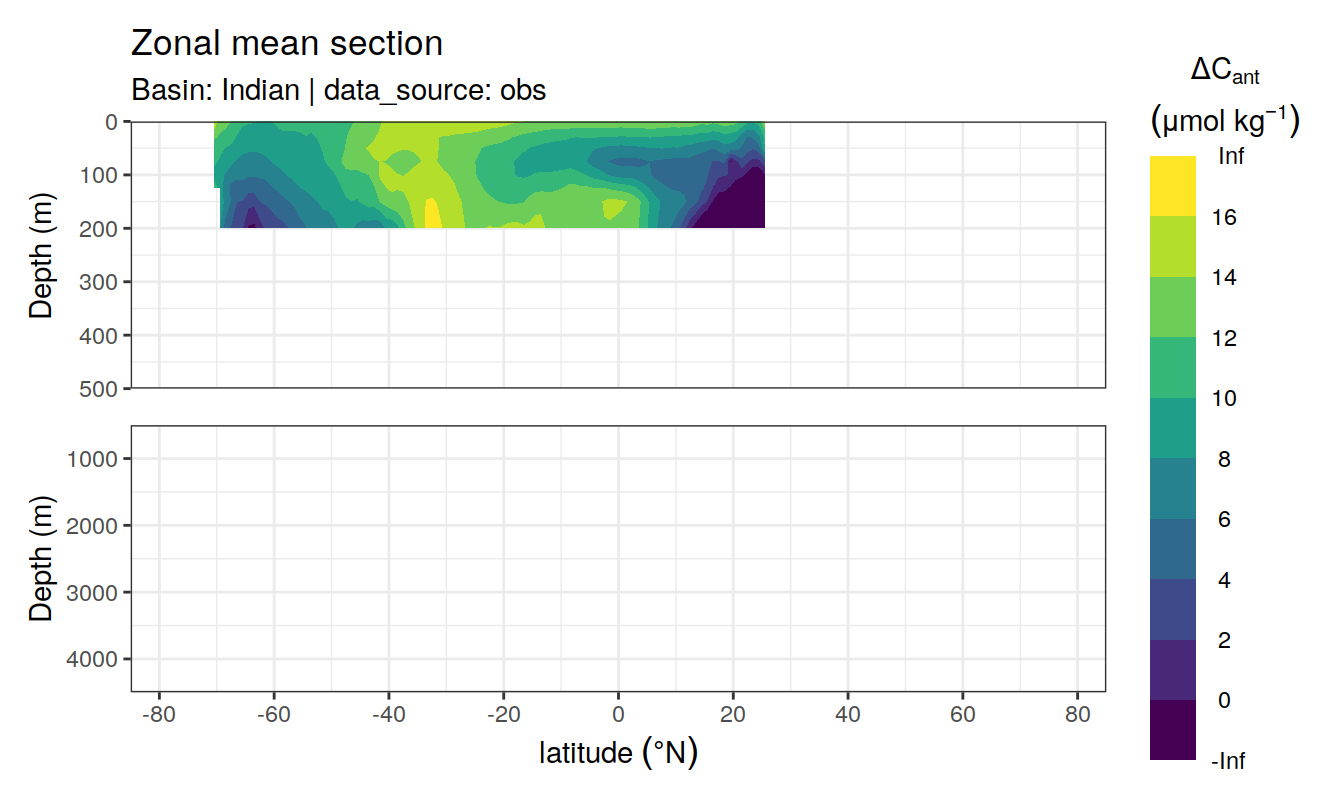 Zonal mean section
Basin: Indian | data_source: obs
ΔCant
(μmol kg⁻¹)
Depth (m)
0
100
200
300
400
500
Depth (m)
1000
2000
3000
4000
-80 -60 -40 -20 0 20 40 60 80
latitude (°N)
Inf
16
14
12
10
8
6
4
2
0
-Inf